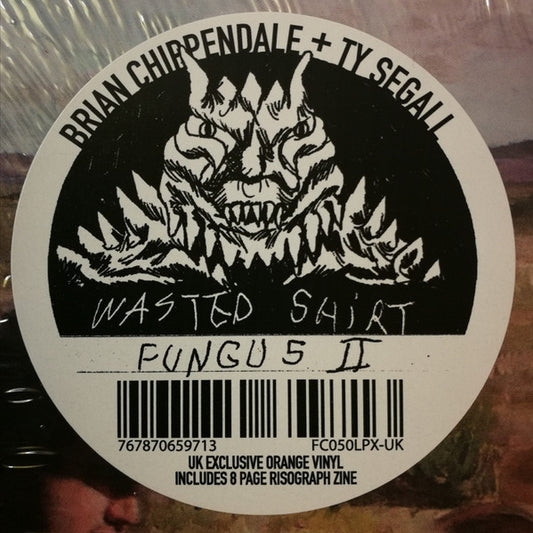 BRIAN CHIPPENDALE + TY SEGALL
WASTED SHIRT
FUNGUS II
767870659713 FC050LPX-UK
UK EXCLUSIVE ORANGE VINYL
INCLUDES 8 PAGE RISOGRAPH ZINE